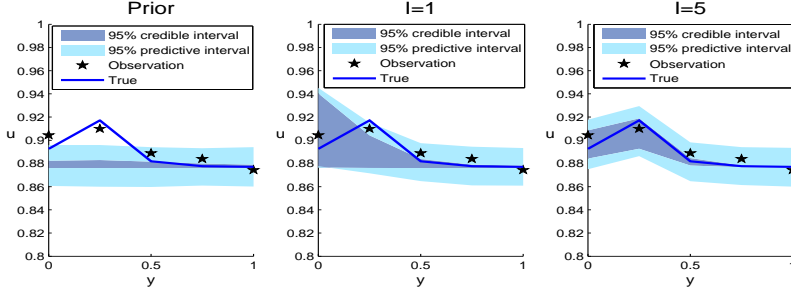 Prior
95% credible interval
95% predictive interval
Observation
True
1
0.98
0.96
0.94
0.92
0.9
0.88
0.86
0.84
0.82
0.8
u
0
0.5
1
y
I=1
95% credible interval
95% predictive interval
Observation
True
1
0.98
0.96
0.94
0.92
0.9
0.88
0.86
0.84
0.82
0.8
u
0
0.5
1
y
I=5
95% credible interval
95% predictive interval
Observation
True
1
0.98
0.96
0.94
0.92
0.9
0.88
0.86
0.84
0.82
0.8
u
0
0.5
1
y